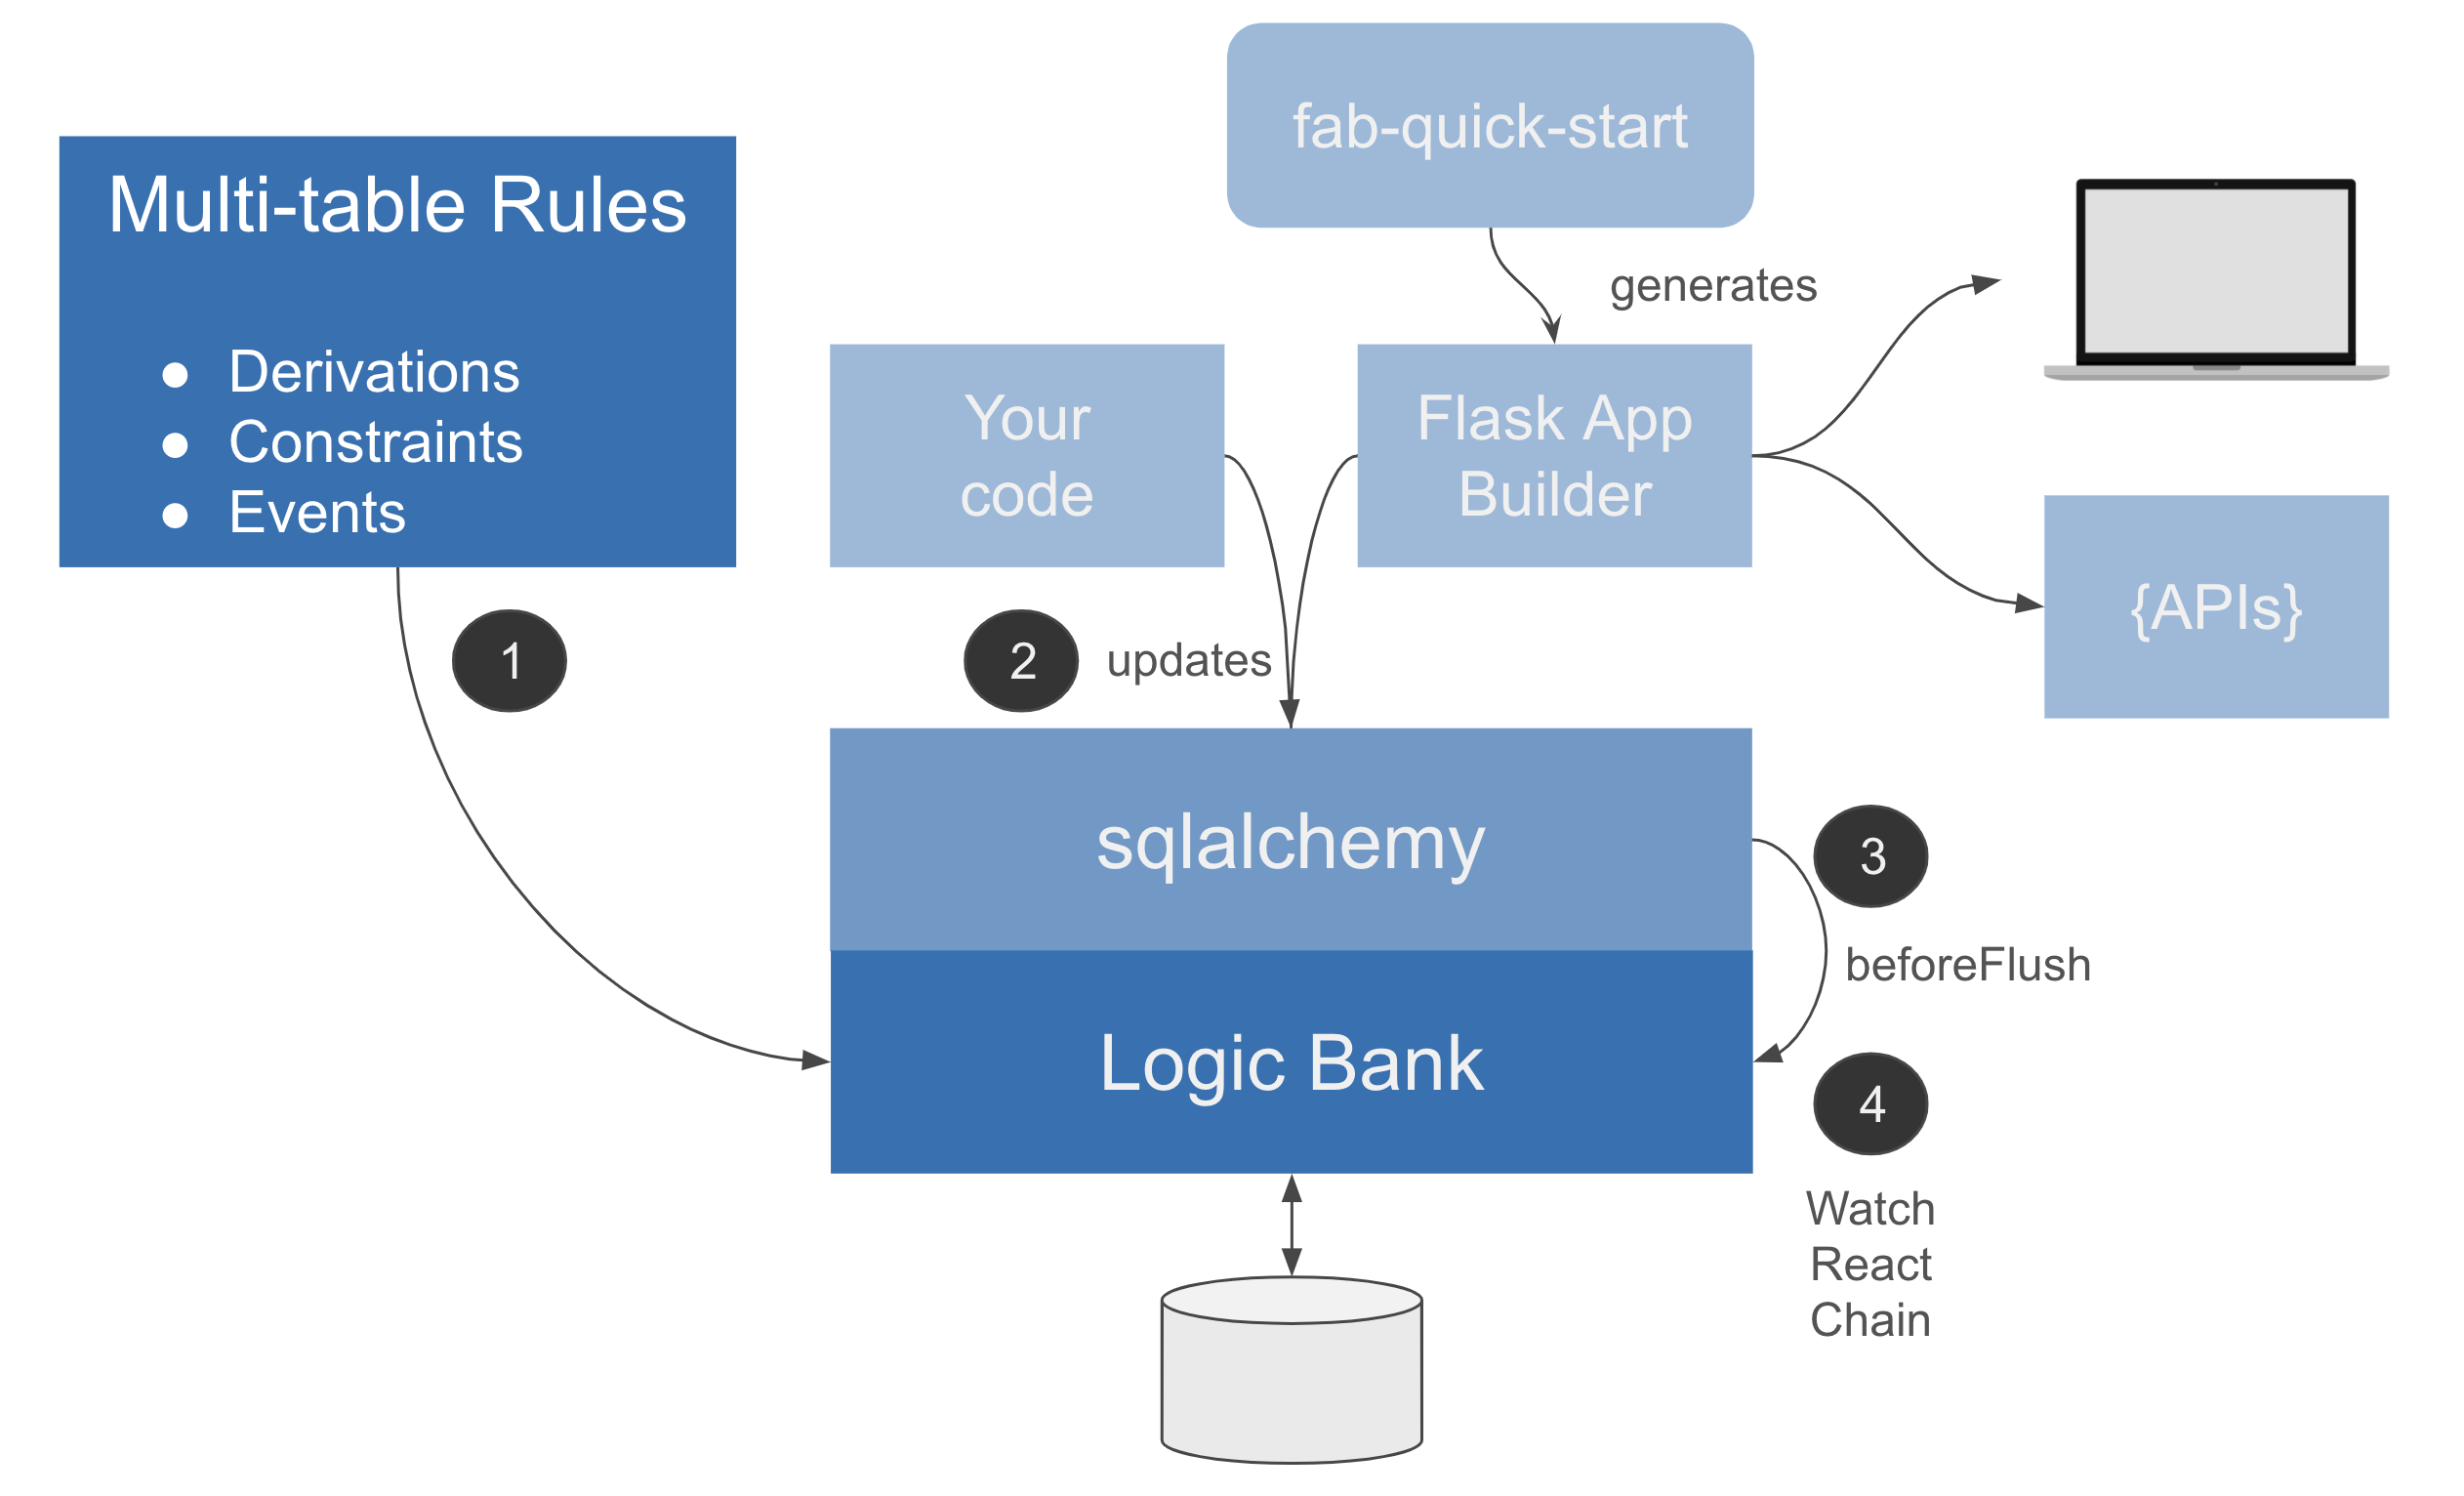 fab-quick-start
Multi-table Rules
generates
● Derivations
● Constraints
● Events
Your
code
Flask App
Builder
{APIs}
1
2
updates
sqlalchemy
3
beforeFlush
Logic Bank
4
Watch
React
Chain